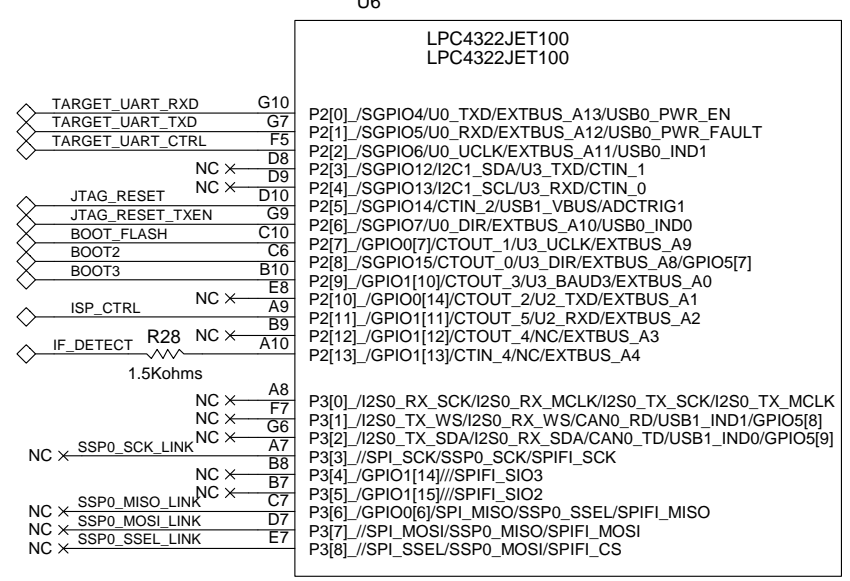 U6
LPC4322JET100
LPC4322JET100
TARGET_UART_RXD G10 P2[0]_/SGPIO4/U0_TXD/EXTBUS_A13/USB0_PWR_EN
TARGET_UART_TXD G7 P2[1]_/SGPIO5/U0_RXD/EXTBUS_A12/USB0_PWR_FAULT
TARGET_UART_CTRL F5 P2[2]_/SGPIO6/U0_UCLK/EXTBUS_A11/USB0_IND1
NC D8 P2[3]_/SGPIO12/I2C1_SDA/U3_TXD/CTIN_1
NC D9 P2[4]_/SGPIO13/I2C1_SCL/U3_RXD/CTIN_0
JTAG_RESET D10 P2[5]_/SGPIO14/CTIN_2/USB1_VBUS/ADCTRIG1
JTAG_RESET_TXEN G9 P2[6]_/SGPIO7/U0_DIR/EXTBUS_A10/USB0_IND0
BOOT_FLASH C10 P2[7]_/GPIO0[7]/CTOUT_1/U3_UCLK/EXTBUS_A9
BOOT2 C6 P2[8]_/SGPIO15/CTOUT_0/U3_DIR/EXTBUS_A8/GPIO5[7]
BOOT3 B10 P2[9]_/GPIO1[10]/CTOUT_3/U3_BAUD3/EXTBUS_A0
NC E8 P2[10]_/GPIO0[14]/CTOUT_2/U2_TXD/EXTBUS_A1
ISP_CTRL A9 P2[11]_/GPIO1[11]/CTOUT_5/U2_RXD/EXTBUS_A2
NC B9 P2[12]_/GPIO1[12]/CTOUT_4/NC/EXTBUS_A3
IF_DETECT R28 A10 P2[13]_/GPIO1[13]/CTIN_4/NC/EXTBUS_A4
1.5Kohms
NC A8 P3[0]_/I2S0_RX_SCK/I2S0_RX_MCLK/I2S0_TX_SCK/I2S0_TX_MCLK
NC F7 P3[1]_/I2S0_TX_WS/I2S0_RX_WS/CAN0_RD/USB1_IND1/GPIO5[8]
NC G6 P3[2]_/I2S0_TX_SDA/I2S0_RX_SDA/CAN0_TD/USB1_IND0/GPIO5[9]
NC SSP0_SCK_LINK A7 P3[3]_//SPI_SCK/SSP0_SCK/SPIFI_SCK
NC B8 P3[4]_/GPIO1[14]///SPIFI_SIO3
NC B7 P3[5]_/GPIO1[15]///SPIFI_SIO2
NC SSP0_MISO_LINK C7 P3[6]_/GPIO0[6]/SPI_MISO/SSP0_SSEL/SPIFI_MISO
NC SSP0_MOSI_LINK D7 P3[7]_//SPI_MOSI/SSP0_MISO/SPIFI_MOSI
NC SSP0_SSEL_LINK E7 P3[8]_//SPI_SSEL/SSP0_MOSI/SPIFI_CS